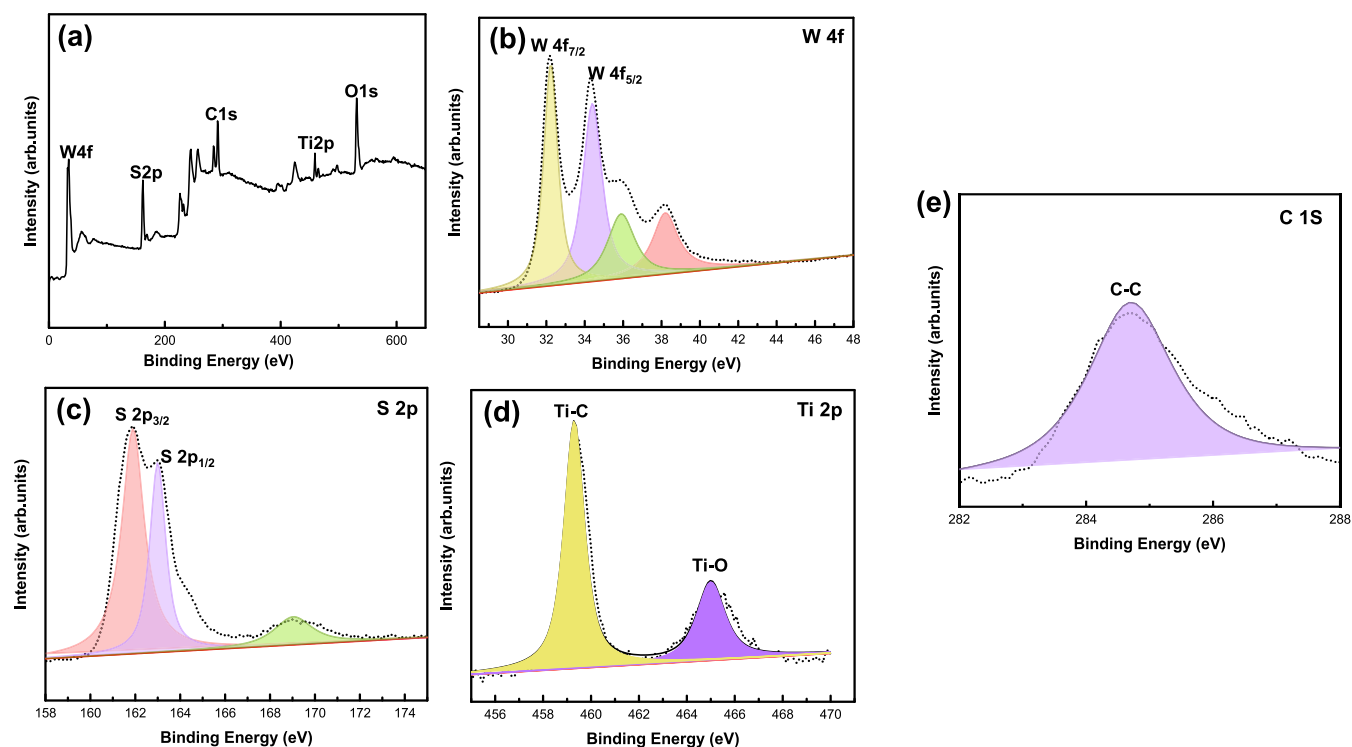 (a)
W4f
S2p
C1s
Ti2p
O1s
Intensity (arb.units)
0 200 400 600
Binding Energy (eV)
(b)
W 4f
W 4f7/2
W 4f5/2
Intensity (arb.units)
30 32 34 36 38 40 42 44 46 48
Binding Energy (eV)
(c)
S 2p
S 2p3/2
S 2p1/2
Intensity (arb.units)
158 160 162 164 166 168 170 172 174
Binding Energy (eV)
(d)
Ti 2p
Ti-C
Ti-O
Intensity (arb.units)
456 458 460 462 464 466 468 470
Binding Energy (eV)
(e)
C 1S
C-C
Intensity (arb.units)
282 284 286 288
Binding Energy (eV)